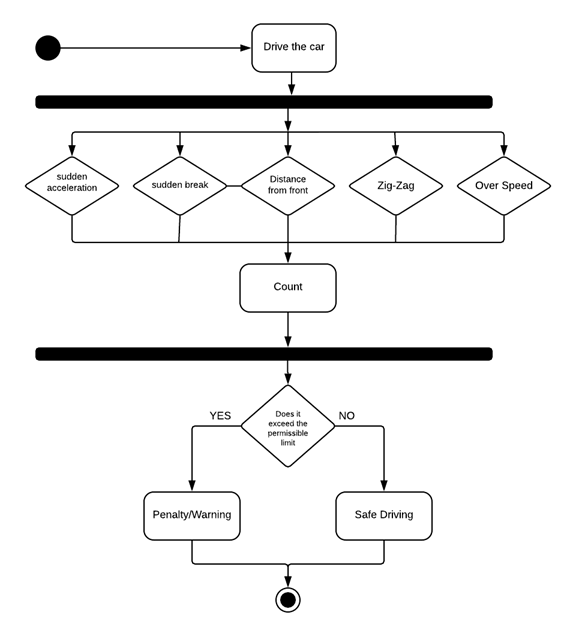 Drive the car
sudden
acceleration
sudden break
Distance
from front
Zig-Zag
Over Speed
Count
Does it
exceed the
permissible
limit
YES
NO
Penalty/Warning
Safe Driving